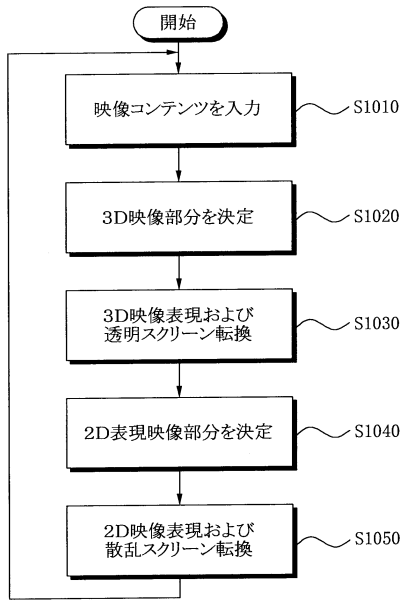 開始
映像コンテンツを入力
S1010
3D映像部分を決定
S1020
3D映像表現および
透明スクリーン転換
S1030
2D表現映像部分を決定
S1040
2D映像表現および
散乱スクリーン転換
S1050